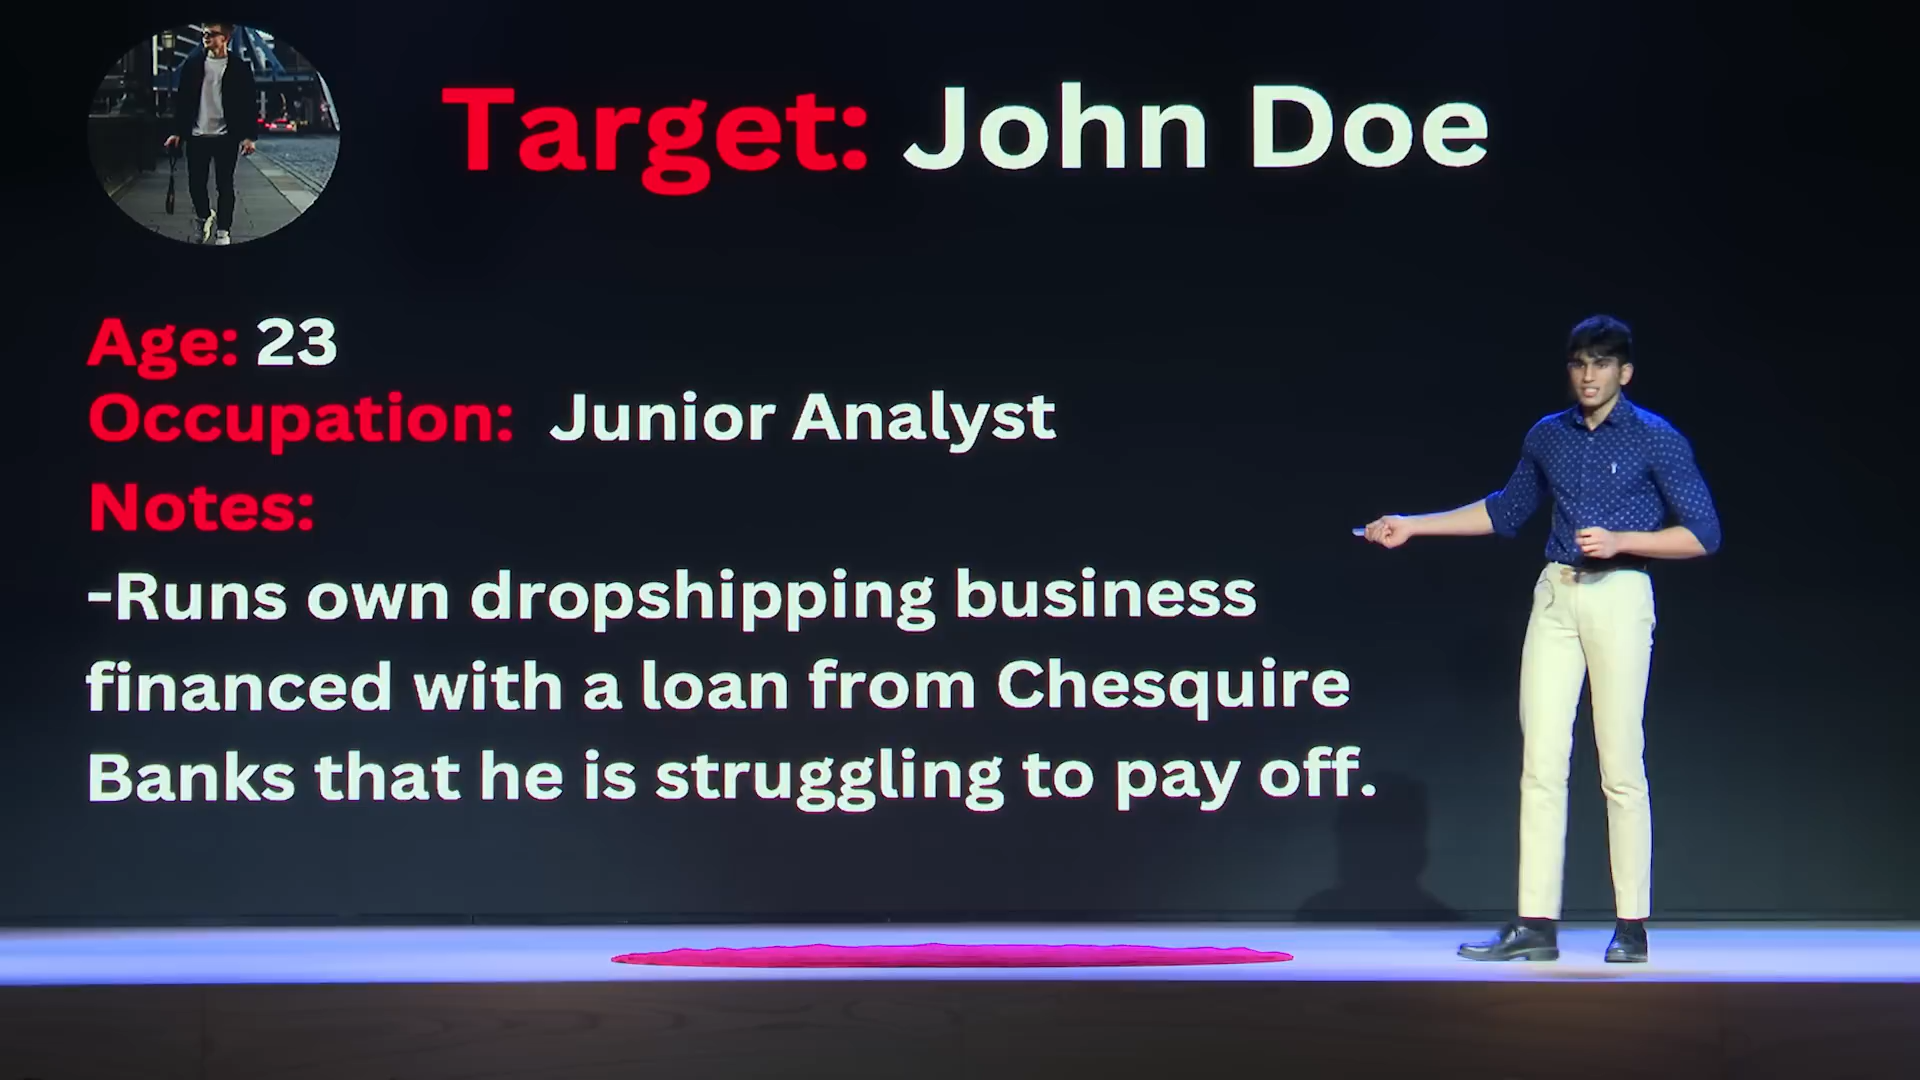 Target: John Doe
Age: 23
Occupation: Junior Analyst
Notes:
-Runs own dropshipping business
financed with a loan from Chesquire
Banks that he is struggling to pay off.